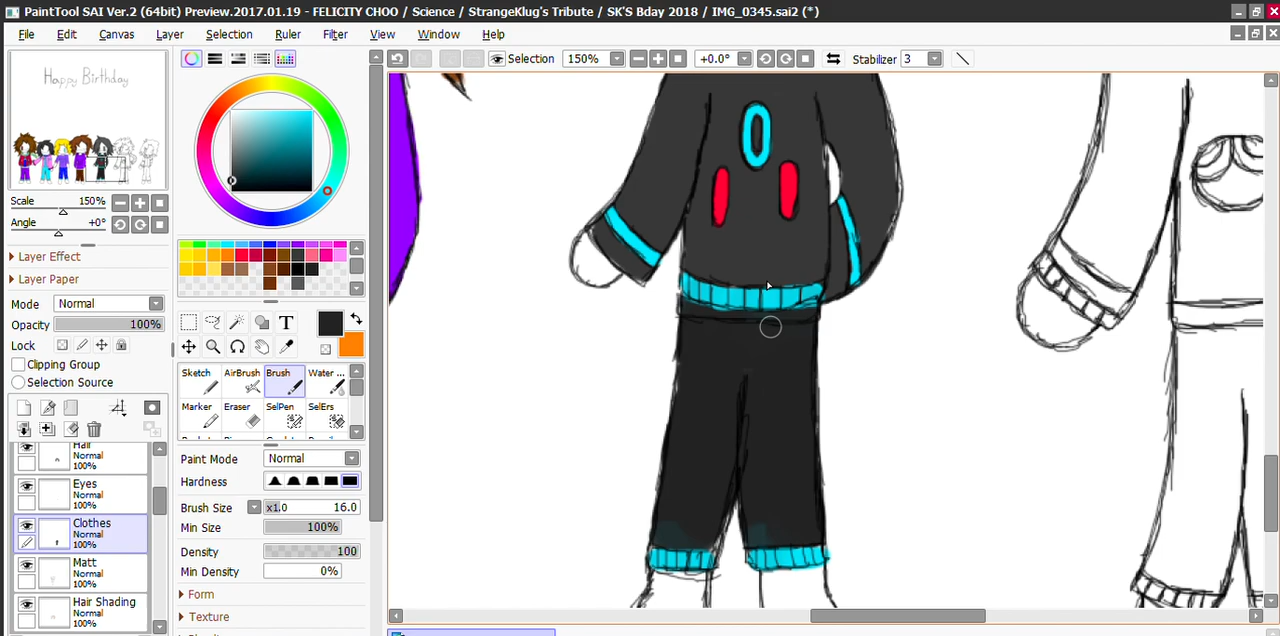 PaintTool SAI Ver.2 (64bit) Preview.2017.01.19 - FELICITY CHOO / Science / StrangeKlug's Tribute / SK'S Bday 2018 / IMG_0345.sai2 (*)
File Edit Canvas Layer Selection Ruler Filter View Window Help
Selection 150% +0.0° Stabilizer 3
Happy Birthday
Scale 150%
Angle +0°
Layer Effect
Layer Paper
Mode Normal
Opacity 100%
Lock
Clipping Group
Selection Source
Hair
Normal
100%
Eyes
Normal
100%
Clothes
Normal
100%
Matt
Normal
100%
Hair Shading
Normal
100%
T
Sketch AirBrush Brush Water ...
Marker Eraser SelPen SelErs
Paint Mode Normal
Hardness
Brush Size x1.0 16.0
Min Size 100%
Density 100
Min Density 0%
Form
Texture